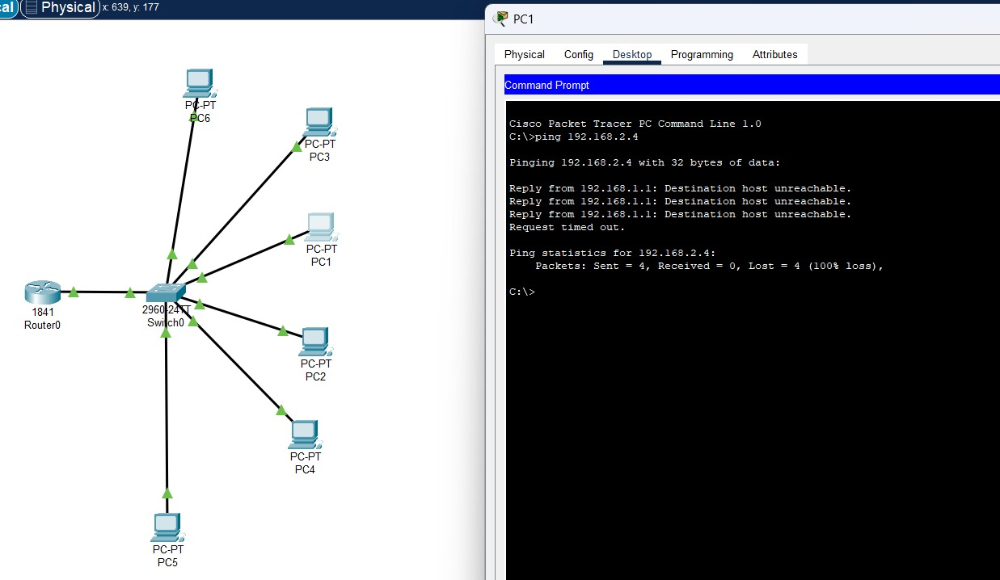 al Physical x: 639, y: 177
PC-PT
PC6
PC-PT
PC3
PC-PT
PC1
1841
Router0
2960-24TT
Switch0
PC-PT
PC2
PC-PT
PC4
PC-PT
PC5
PC1
Physical Config Desktop Programming Attributes
Command Prompt
Cisco Packet Tracer PC Command Line 1.0
C:\>ping 192.168.2.4
Pinging 192.168.2.4 with 32 bytes of data:
Reply from 192.168.1.1: Destination host unreachable.
Reply from 192.168.1.1: Destination host unreachable.
Reply from 192.168.1.1: Destination host unreachable.
Request timed out.
Ping statistics for 192.168.2.4:
Packets: Sent = 4, Received = 0, Lost = 4 (100% loss),
C:\>